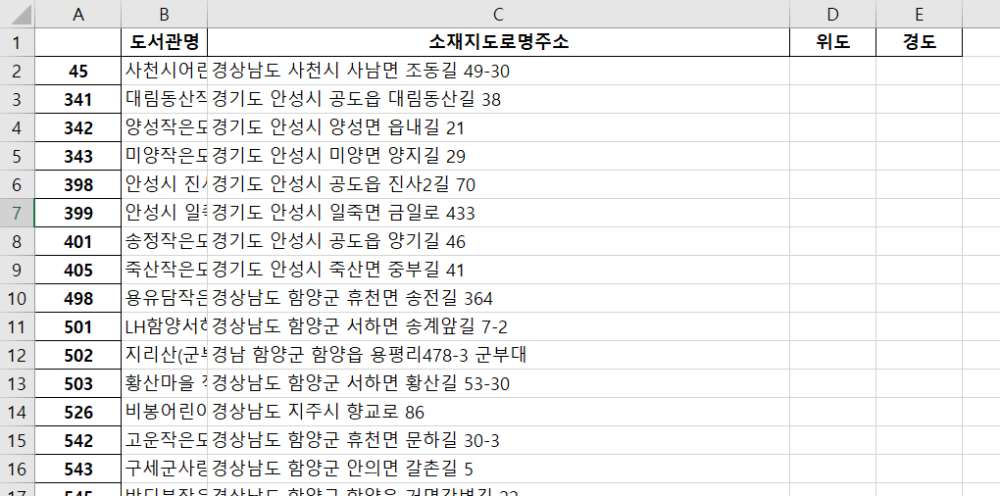 A B C D E
1 도서관명 소재지도로명주소 위도 경도
2 45 사천시어린 경상남도 사천시 사남면 조동길 49-30
3 341 대림동산작 경기도 안성시 공도읍 대림동산길 38
4 342 양성작은도 경기도 안성시 양성면 읍내길 21
5 343 미양작은도 경기도 안성시 미양면 양지길 29
6 398 안성시 진사 경기도 안성시 공도읍 진사2길 70
7 399 안성시 일죽 경기도 안성시 일죽면 금일로 433
8 401 송정작은도 경기도 안성시 공도읍 양기길 46
9 405 죽산작은도 경기도 안성시 죽산면 중부길 41
10 498 용유담작은 경상남도 함양군 휴천면 송전길 364
11 501 LH함양서하 경상남도 함양군 서하면 송계앞길 7-2
12 502 지리산(군부 경남 함양군 함양읍 용평리478-3 군부대
13 503 황산마을 경상남도 함양군 서하면 황산길 53-30
14 526 비봉어린이 경상남도 지주시 향교로 86
15 542 고운작은도 경상남도 함양군 휴천면 문하길 30-3
16 543 구세군사랑 경상남도 함양군 안의면 갈촌길 5
17 545 경상남도 함양군 함양읍